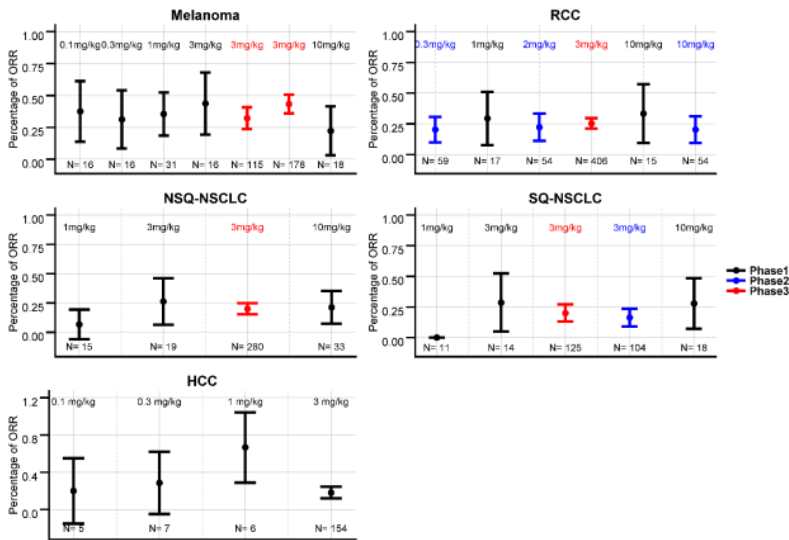 Melanoma
Percentage of ORR
1.00
0.75
0.50
0.25
0.00
0.1mg/kg 0.3mg/kg 1mg/kg 3mg/kg 3mg/kg 3mg/kg 10mg/kg
N= 16 N= 16 N= 31 N= 16 N= 115 N= 178 N= 18
RCC
Percentage of ORR
1.00
0.75
0.50
0.25
0.00
0.3mg/kg 1mg/kg 2mg/kg 3mg/kg 10mg/kg 10mg/kg
N= 59 N= 17 N= 54 N= 406 N= 15 N= 54
NSQ-NSCLC
Percentage of ORR
1.00
0.75
0.50
0.25
0.00
1mg/kg 3mg/kg 3mg/kg 10mg/kg
N= 15 N= 19 N= 280 N= 33
SQ-NSCLC
Percentage of ORR
1.00
0.75
0.50
0.25
0.00
1mg/kg 3mg/kg 3mg/kg 3mg/kg 10mg/kg
N= 11 N= 14 N= 125 N= 104 N= 18
Phase1
Phase2
Phase3
HCC
Percentage of ORR
1.2
0.8
0.4
0.0
0.1 mg/kg 0.3 mg/kg 1 mg/kg 3 mg/kg
N= 5 N= 7 N= 6 N= 154